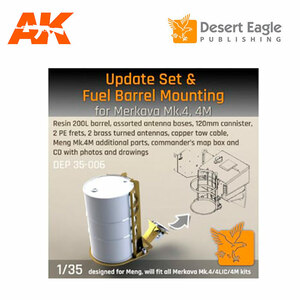 AK
Desert Eagle
PUBLISHING
Update Set &
Fuel Barrel Mounting
for Merkava Mk.4, 4M
Resin 200L barrel, assorted antenna bases, 120mm cannister,
2 PE frets, 2 brass turned antennas, copper tow cable,
Meng Mk.4M additional parts, commander's map box and
CD with photos and drawings
DEP 35-006
1/35
designed for Meng, will fit all Merkava Mk.4/4LIC/4M kits